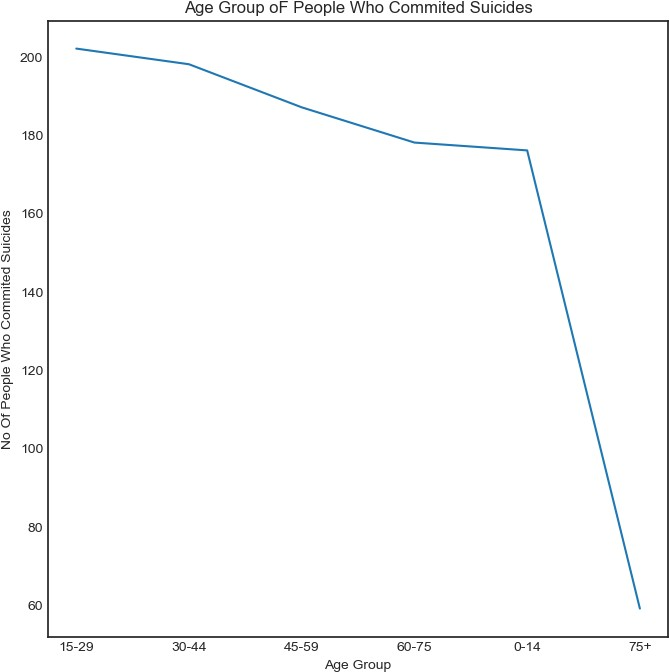 Age Group oF People Who Commited Suicides
No Of People Who Commited Suicides
200
180
160
140
120
100
80
60
15-29 30-44 45-59 60-75 0-14 75+
Age Group